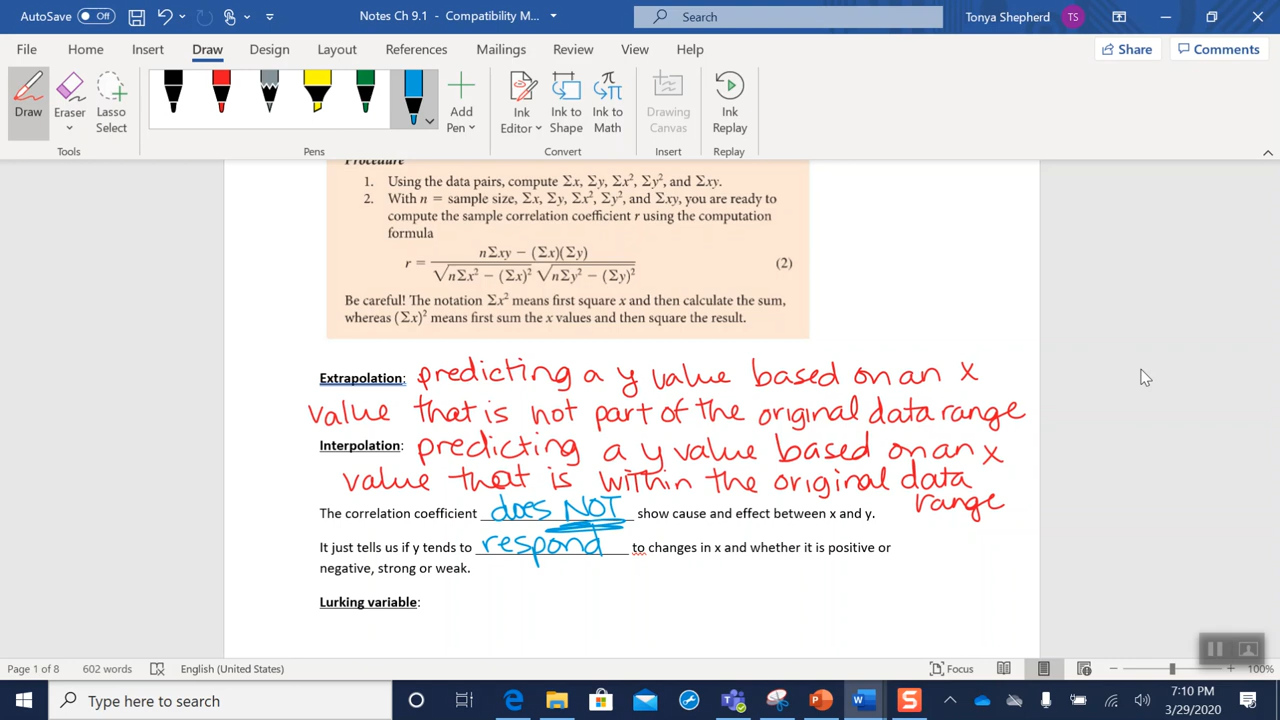 AutoSave Off
Notes Ch 9.1 - Compatibility M...
Search
Tonya Shepherd TS
File Home Insert Draw Design Layout References Mailings Review View Help
Share Comments
Draw Eraser Lasso Select
Add Pen
Ink Editor Ink to Shape Ink to Math
Drawing Canvas
Ink Replay
Tools Pens Convert Insert Replay
Procedure
1. Using the data pairs, compute Σx, Σy, Σx², Σy², and Σxy.
2. With n = sample size, Σx, Σy, Σx², Σy², and Σxy, you are ready to
compute the sample correlation coefficient r using the computation
formula
r = nΣxy − (Σx)(Σy) / √nΣx² − (Σx)² √nΣy² − (Σy)² (2)
Be careful! The notation Σx² means first square x and then calculate the sum,
whereas (Σx)² means first sum the x values and then square the result.
Extrapolation: predicting a y value based on an x
value that is not part of the original data range
Interpolation: predicting a y value based on an x
value that is within the original data
range
The correlation coefficient does NOT show cause and effect between x and y.
It just tells us if y tends to respond to changes in x and whether it is positive or
negative, strong or weak.
Lurking variable:
Page 1 of 8 602 words English (United States) Focus 100%
Type here to search
7:10 PM
3/29/2020